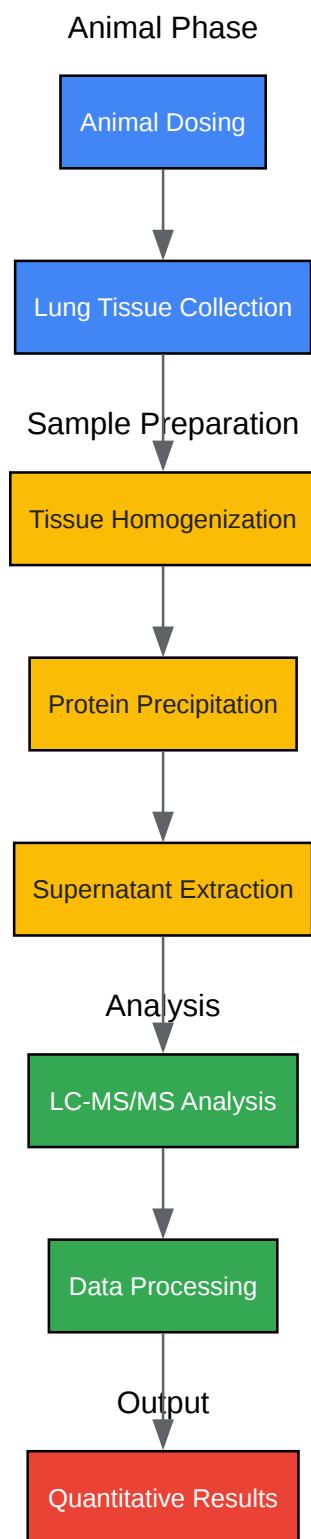 Animal Phase
Animal Dosing
Lung Tissue Collection
Sample Preparation
Tissue Homogenization
Protein Precipitation
Supernatant Extraction
Analysis
LC-MS/MS Analysis
Data Processing
Output
Quantitative Results